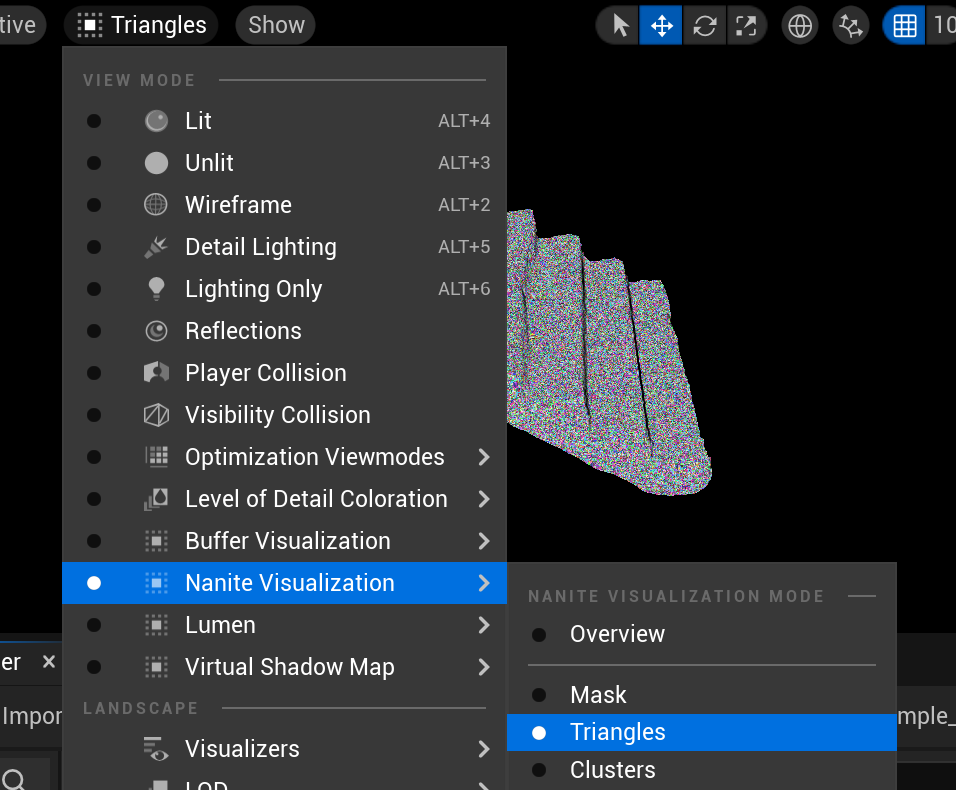 tive
Triangles
Show
10
VIEW MODE
Lit ALT+4
Unlit ALT+3
Wireframe ALT+2
Detail Lighting ALT+5
Lighting Only ALT+6
Reflections
Player Collision
Visibility Collision
Optimization Viewmodes
Level of Detail Coloration
Buffer Visualization
Nanite Visualization
Lumen
Virtual Shadow Map
LANDSCAPE
Visualizers
LOD
NANITE VISUALIZATION MODE
Overview
Mask
Triangles
Clusters
er
Impor
mple_